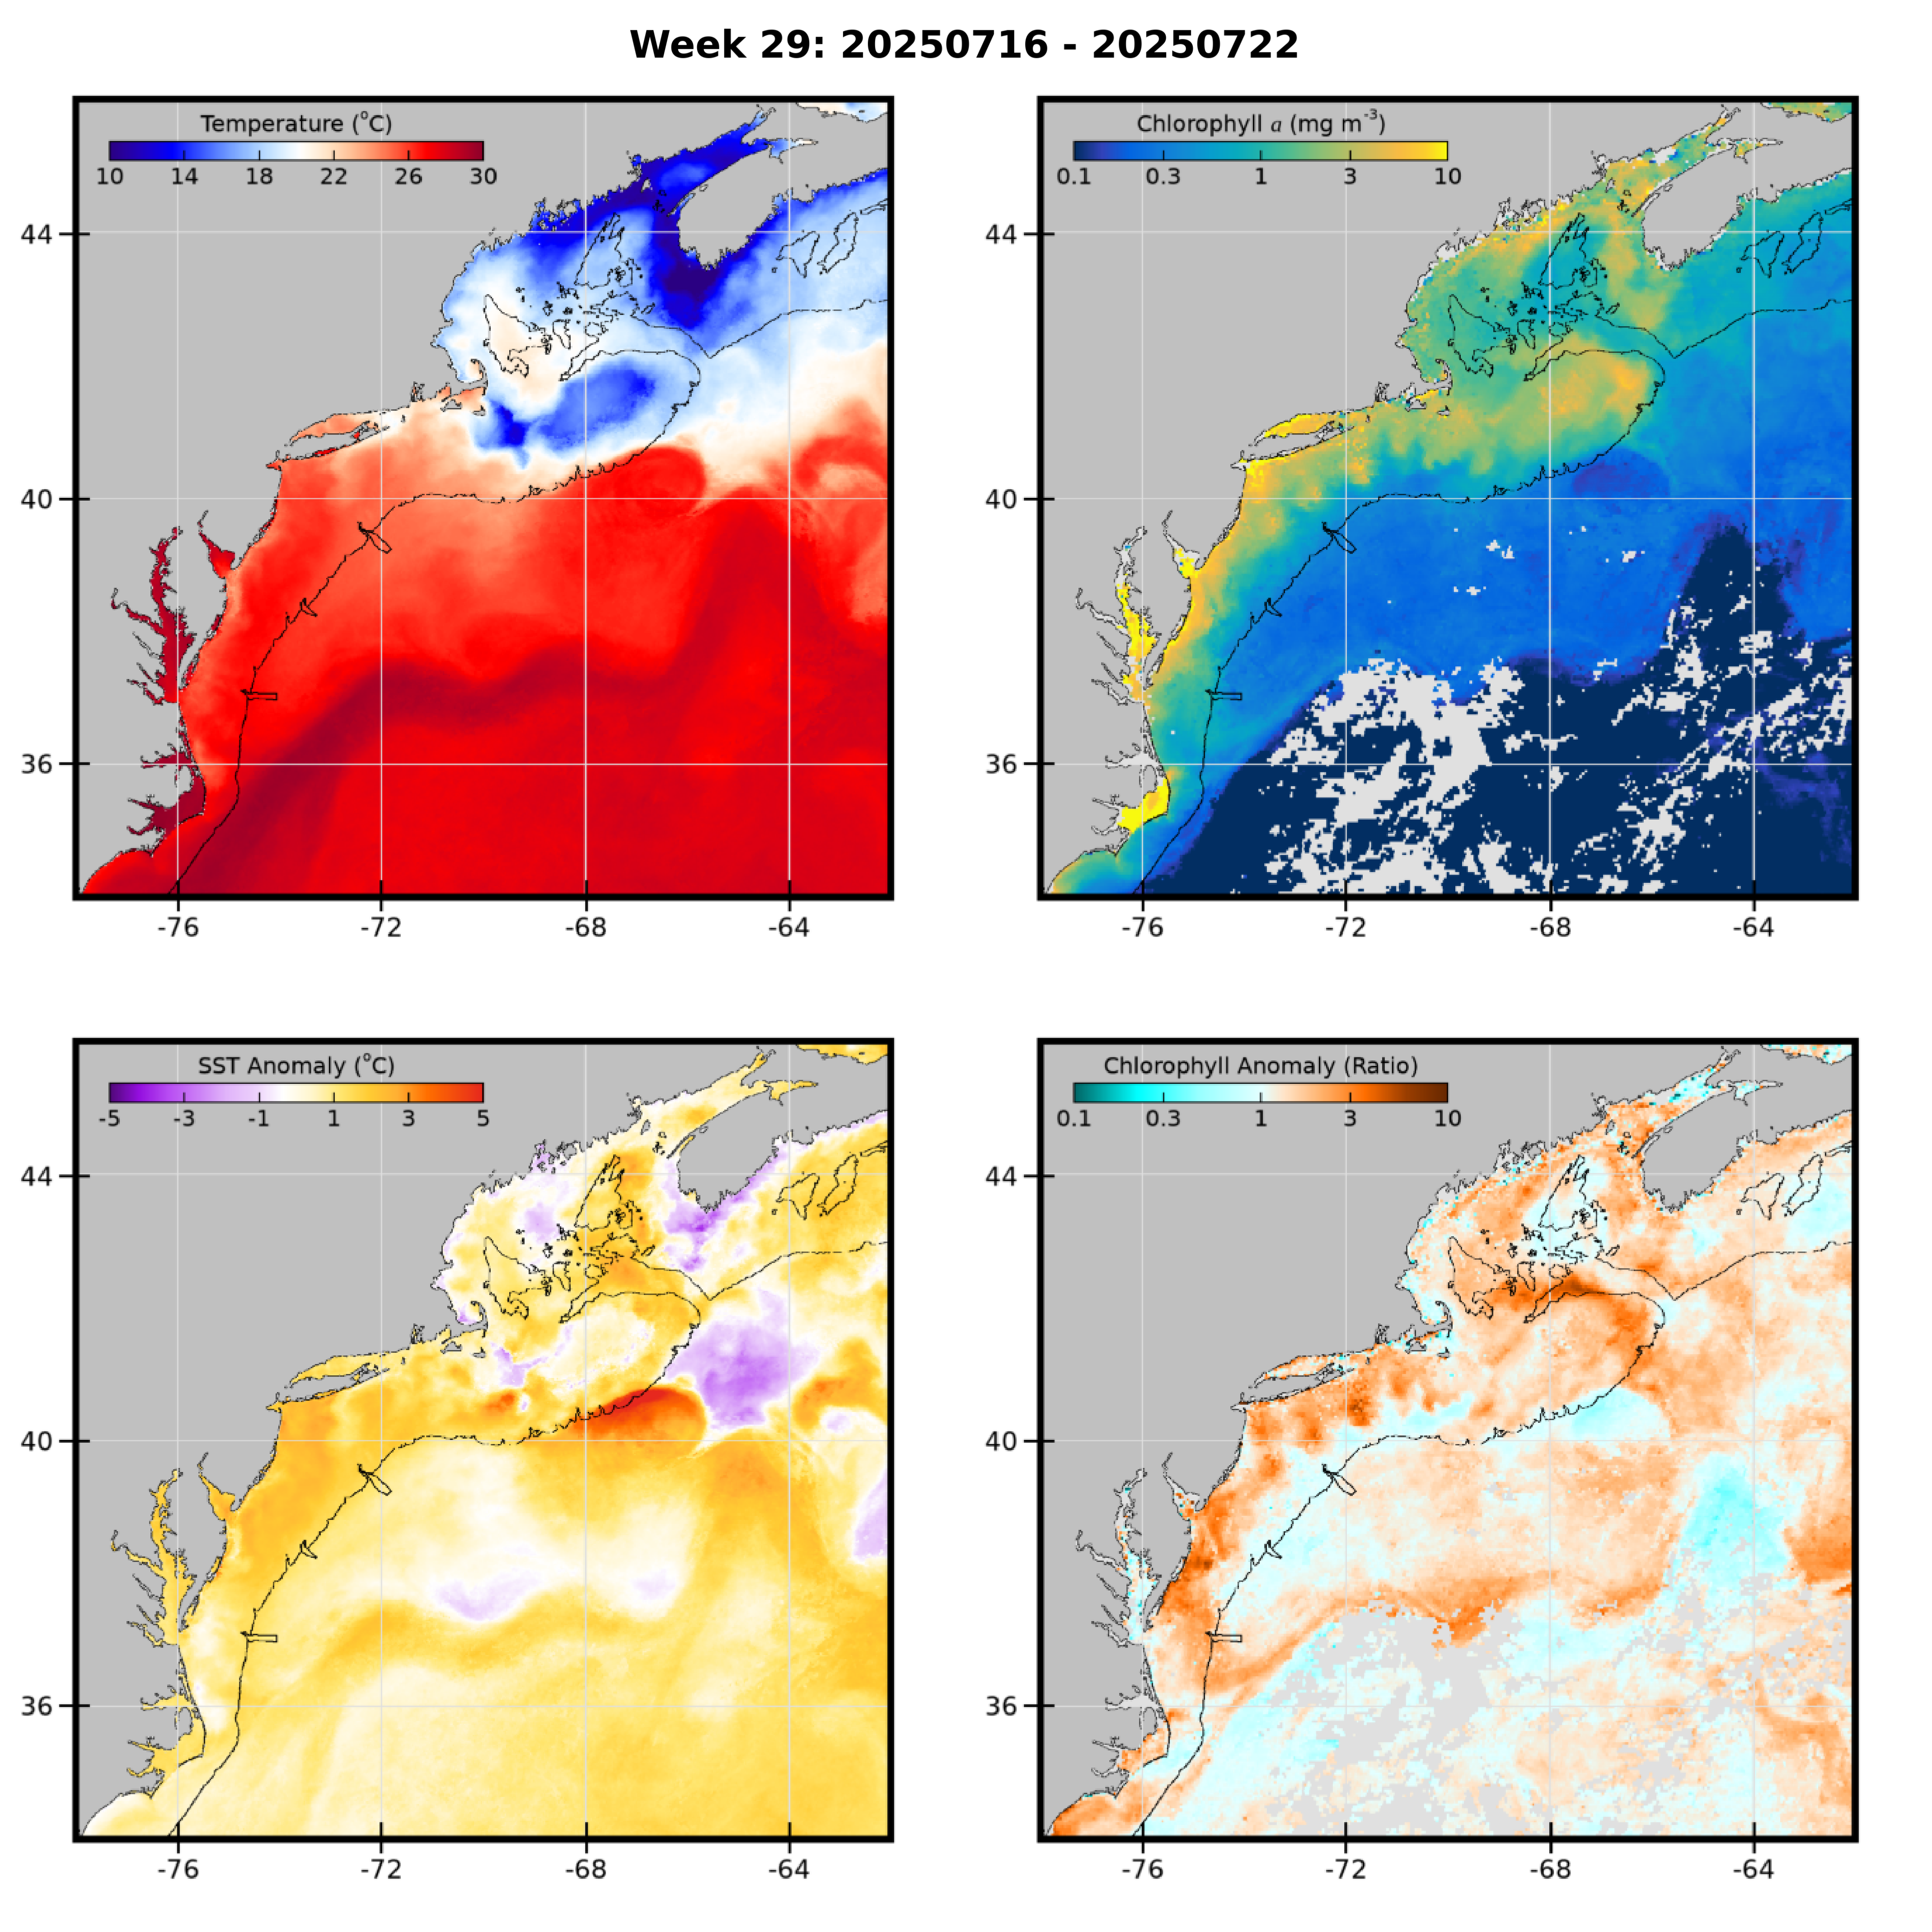 Week 29: 20250716 - 20250722
Temperature (°C)
10 14 18 22 26 30
44
40
36
-76 -72 -68 -64
Chlorophyll a (mg m⁻³)
0.1 0.3 1 3 10
44
40
36
-76 -72 -68 -64
SST Anomaly (°C)
-5 -3 -1 1 3 5
44
40
36
-76 -72 -68 -64
Chlorophyll Anomaly (Ratio)
0.1 0.3 1 3 10
44
40
36
-76 -72 -68 -64